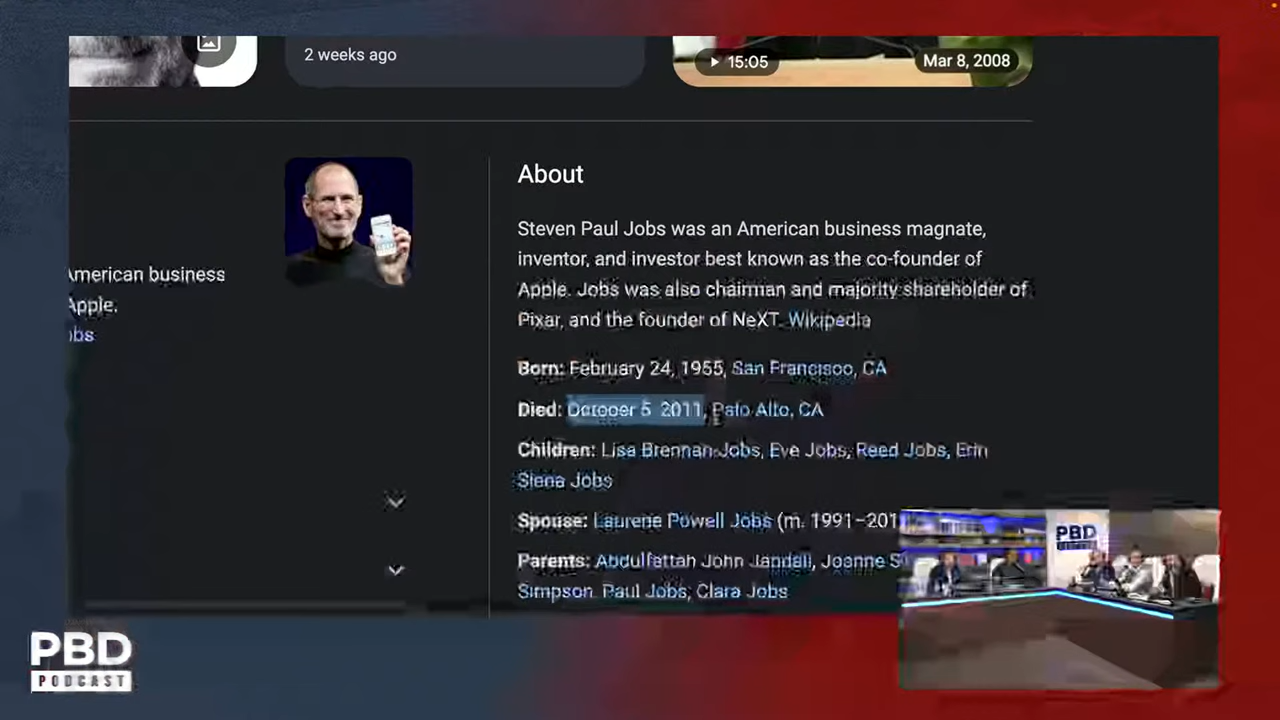 2 weeks ago
15:05
Mar 8, 2008
About
Steven Paul Jobs was an American business magnate,
inventor, and investor best known as the co-founder of
Apple. Jobs was also chairman and majority shareholder of
Pixar, and the founder of NeXT. Wikipedia
American business
Apple.
obs
Born: February 24, 1955, San Francisco, CA
Died: October 5, 2011, Palo Alto, CA
Children: Lisa Brennan-Jobs, Eve Jobs, Reed Jobs, Erin
Siena Jobs
Spouse: Laurene Powell Jobs (m. 1991–201
Parents: Abdulfattah John Jandali, Joanne S
Simpson, Paul Jobs, Clara Jobs
PBD
PBD
PODCAST